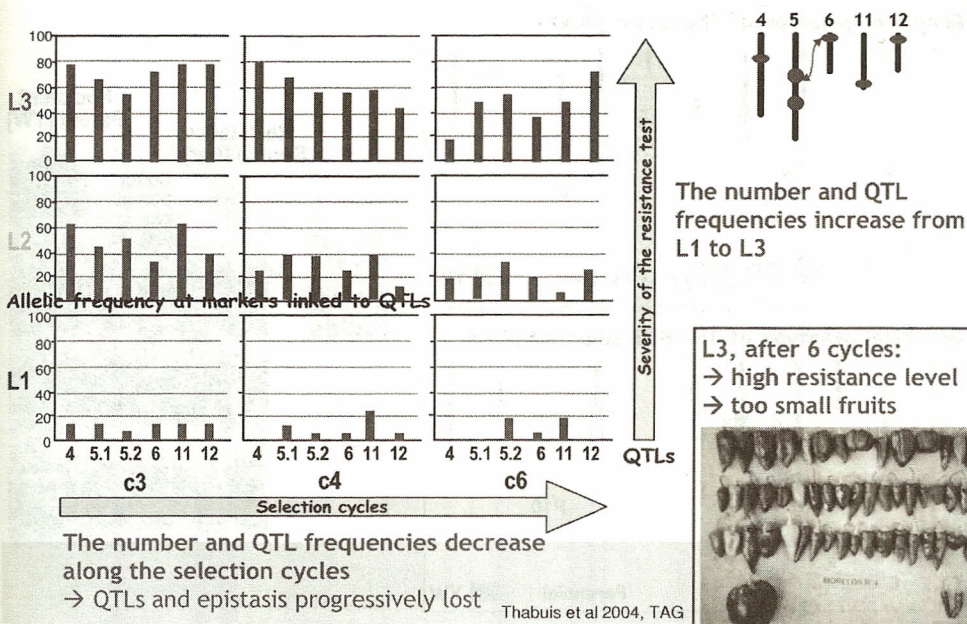 4 5 6 11 12
100
80
60
L3
40
20
0
100
80
60
L2
40
20
Allelic frequency at markers linked to QTLs
100
80
60
L1
40
20
0
4 5.1 5.2 6 11 12 4 5.1 5.2 6 11 12 4 5.1 5.2 6 11 12 QTLs
c3 c4 c6
Selection cycles
Severity of the resistance test
The number and QTL
frequencies increase from
L1 to L3
The number and QTL frequencies decrease
along the selection cycles
→ QTLs and epistasis progressively lost
Thabuis et al 2004, TAG
L3, after 6 cycles:
→ high resistance level
→ too small fruits